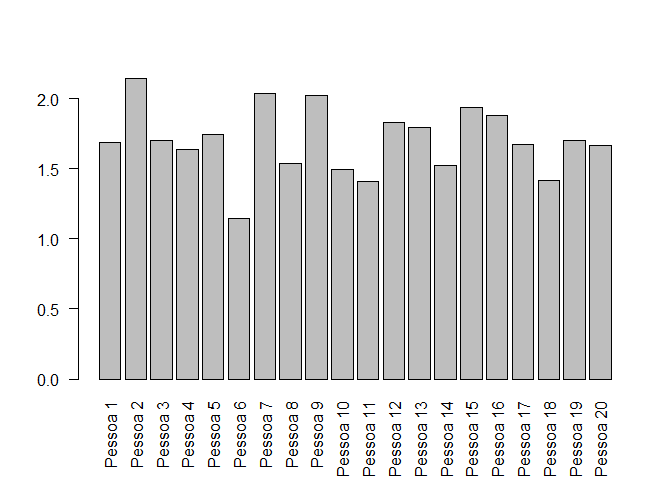 2.0
1.5
1.0
0.5
0.0
Pessoa 1
Pessoa 2
Pessoa 3
Pessoa 4
Pessoa 5
Pessoa 6
Pessoa 7
Pessoa 8
Pessoa 9
Pessoa 10
Pessoa 11
Pessoa 12
Pessoa 13
Pessoa 14
Pessoa 15
Pessoa 16
Pessoa 17
Pessoa 18
Pessoa 19
Pessoa 20